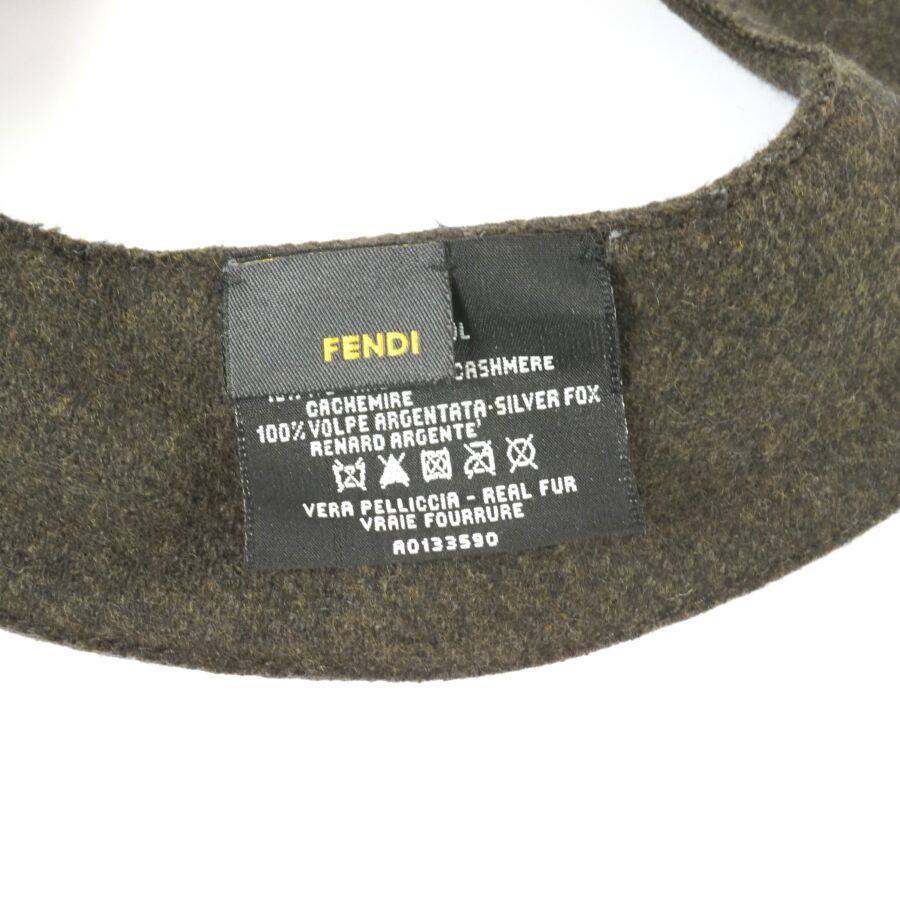 FENDI
CASHMERE
CACHEMIRE
100% VOLPE ARGENTATA-SILVER FOX
RENARD ARGENTE'
VERA PELLICCIA - REAL FUR
VRAIE FOURRURE
A0133590